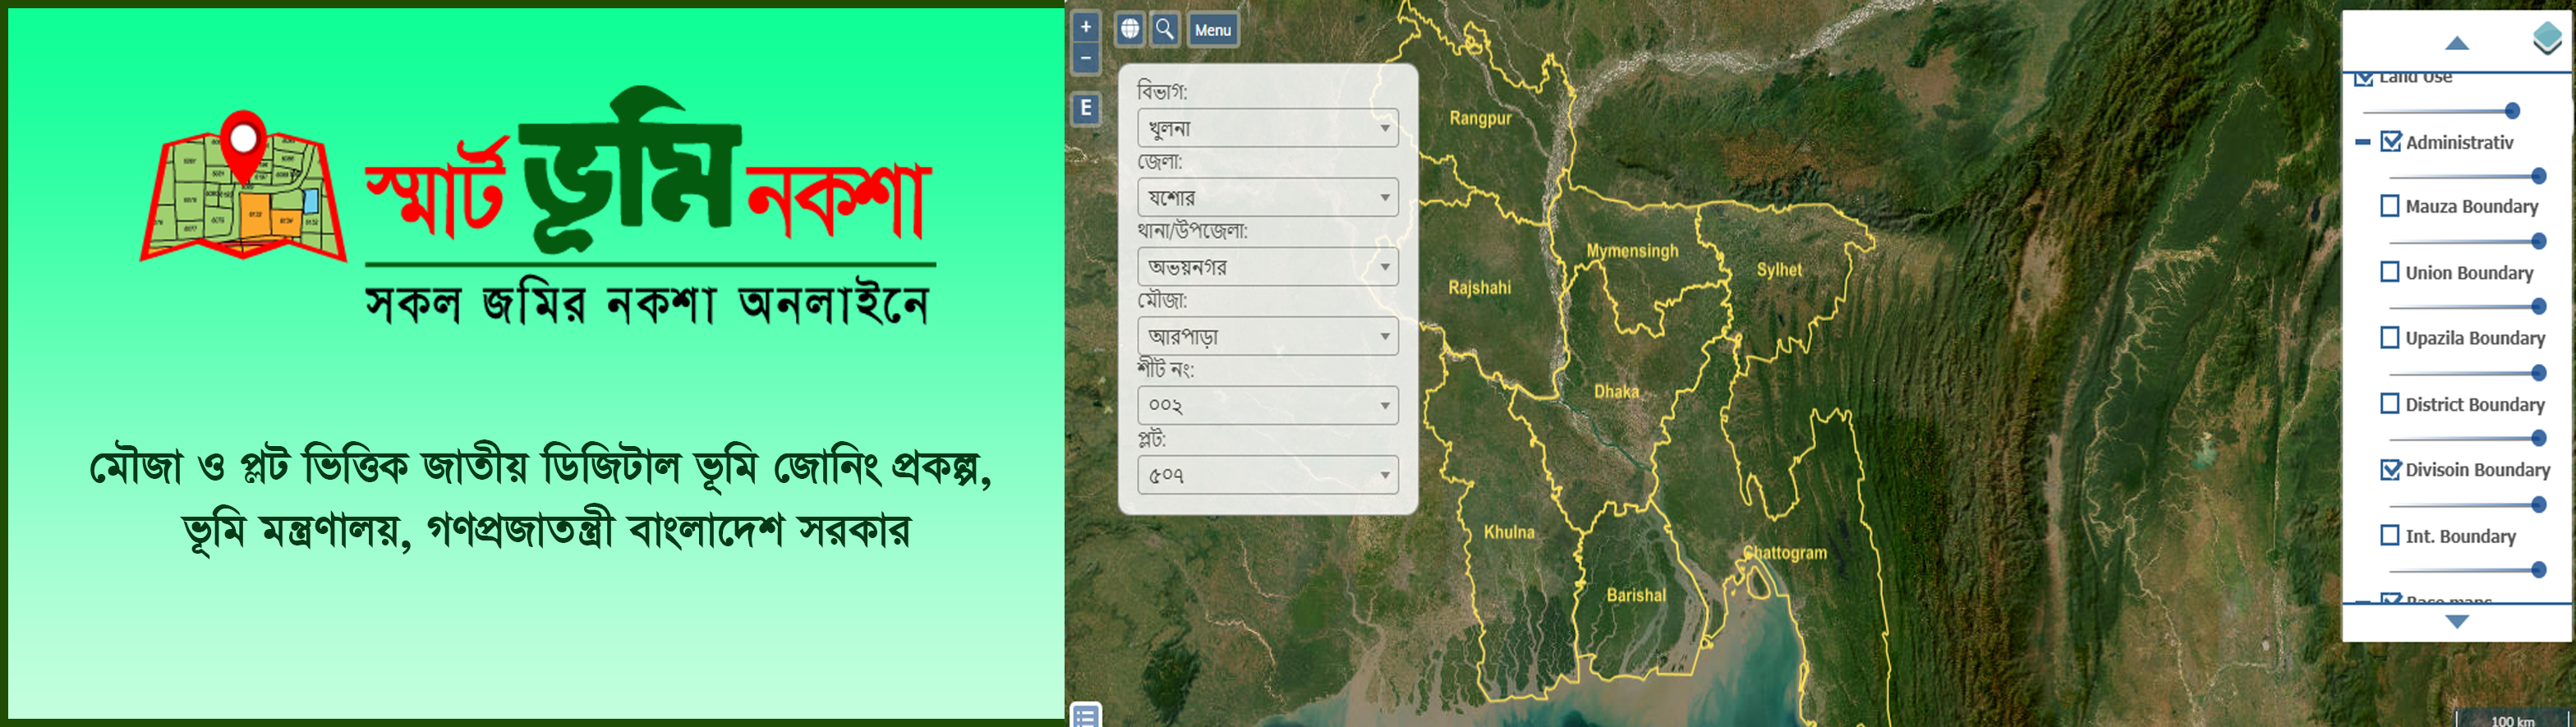 স্মার্ট ভূমি নকশা
সকল জমির নকশা অনলাইনে
মৌজা ও প্লট ভিত্তিক জাতীয় ডিজিটাল ভূমি জোনিং প্রকল্প,
ভূমি মন্ত্রণালয়, গণপ্রজাতন্ত্রী বাংলাদেশ সরকার
+
−
E
Menu
বিভাগ:
খুলনা
জেলা:
যশোর
থানা/উপজেলা:
অভয়নগর
মৌজা:
আরপাড়া
শীট নং:
০০২
প্লট:
৫০৭
Rangpur
Mymensingh
Sylhet
Rajshahi
Dhaka
Khulna
Chattogram
Barishal
Land Use
Administrativ
Mauza Boundary
Union Boundary
Upazila Boundary
District Boundary
Divisoin Boundary
Int. Boundary
Base maps
100 km